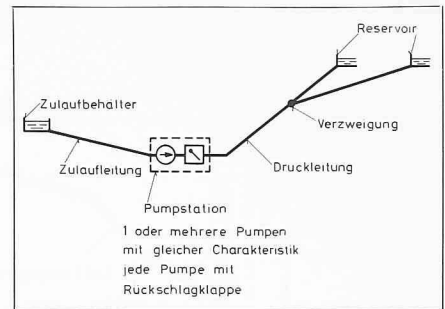 Reservoir
Zulaufbehälter
Verzweigung
Zulaufleitung
Druckleitung
Pumpstation
1 oder mehrere Pumpen
mit gleicher Charakteristik
jede Pumpe mit
Rückschlagklappe